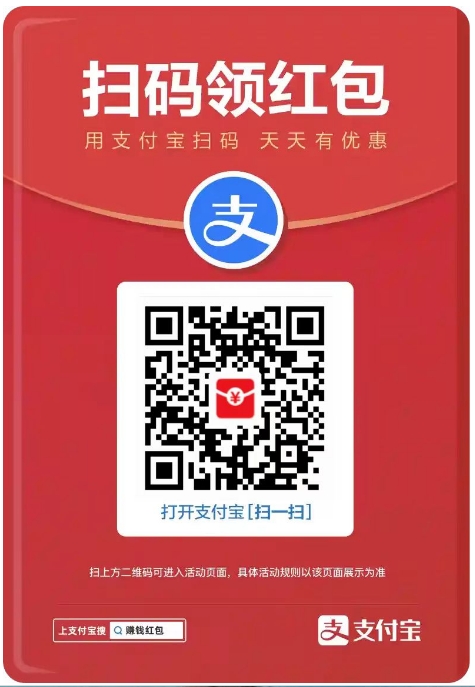 扫码领红包
用支付宝扫码 天天有优惠
支
¥
打开支付宝[扫一扫]
扫上方二维码可进入活动页面，具体活动规则以该页面展示为准
上支付宝搜 赚钱红包
支 支付宝